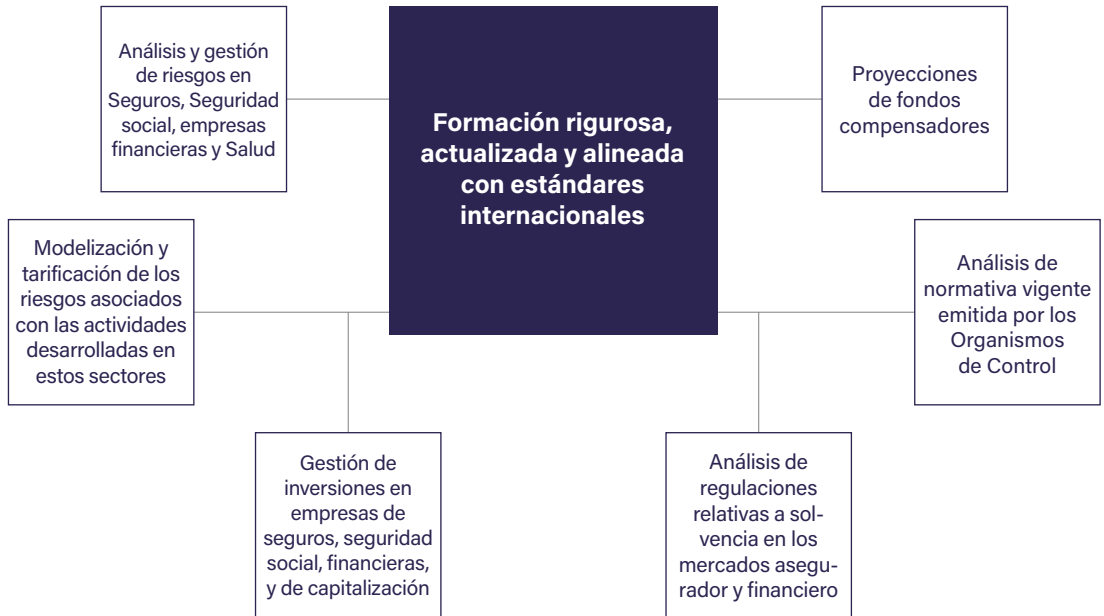 Análisis y gestión
de riesgos en
Seguros, Seguridad
social, empresas
financieras y Salud
Formación rigurosa,
actualizada y alineada
con estándares
internacionales
Proyecciones
de fondos
compensadores
Modelización y
tarificación de los
riesgos asociados
con las actividades
desarrolladas en
estos sectores
Análisis de
normativa vigente
emitida por los
Organismos
de Control
Gestión de
inversiones en
empresas de
seguros, seguridad
social, financieras,
y de capitalización
Análisis de
regulaciones
relativas a sol-
vencia en los
mercados asegu-
rador y financiero